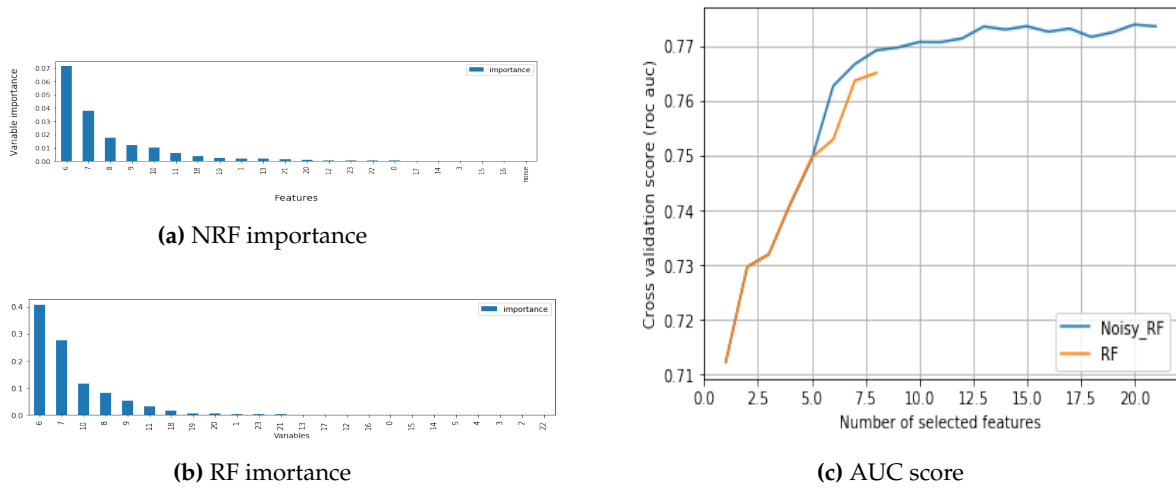 importance
0.07
0.06
0.05
0.04
0.03
0.02
0.01
0.00
Variable importance
6 7 8 9 10 11 18 19 1 13 21 20 12 23 22 0 17 14 3 15 16 noise
Features
(a) NRF importance
importance
0.4
0.3
0.2
0.1
0.0
6 7 10 8 9 11 18 19 20 1 23 21 13 17 12 16 0 15 14 5 4 3 2 22
Variables
(b) RF imortance
0.77
0.76
0.75
0.74
0.73
0.72
0.71
Cross validation score (roc auc)
Noisy_RF
RF
0.0 2.5 5.0 7.5 10.0 12.5 15.0 17.5 20.0
Number of selected features
(c) AUC score